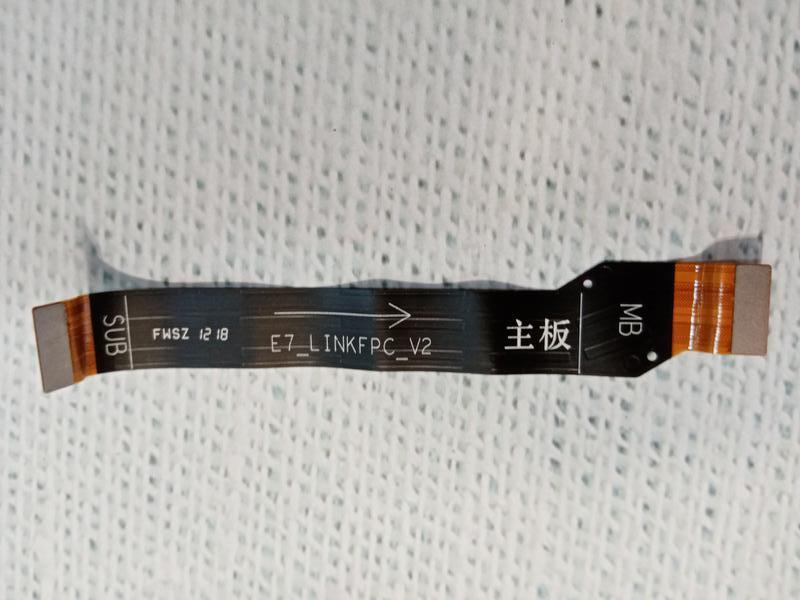 SUB
FWSZ 1218
E7_LINKFPC_V2
主板
MB